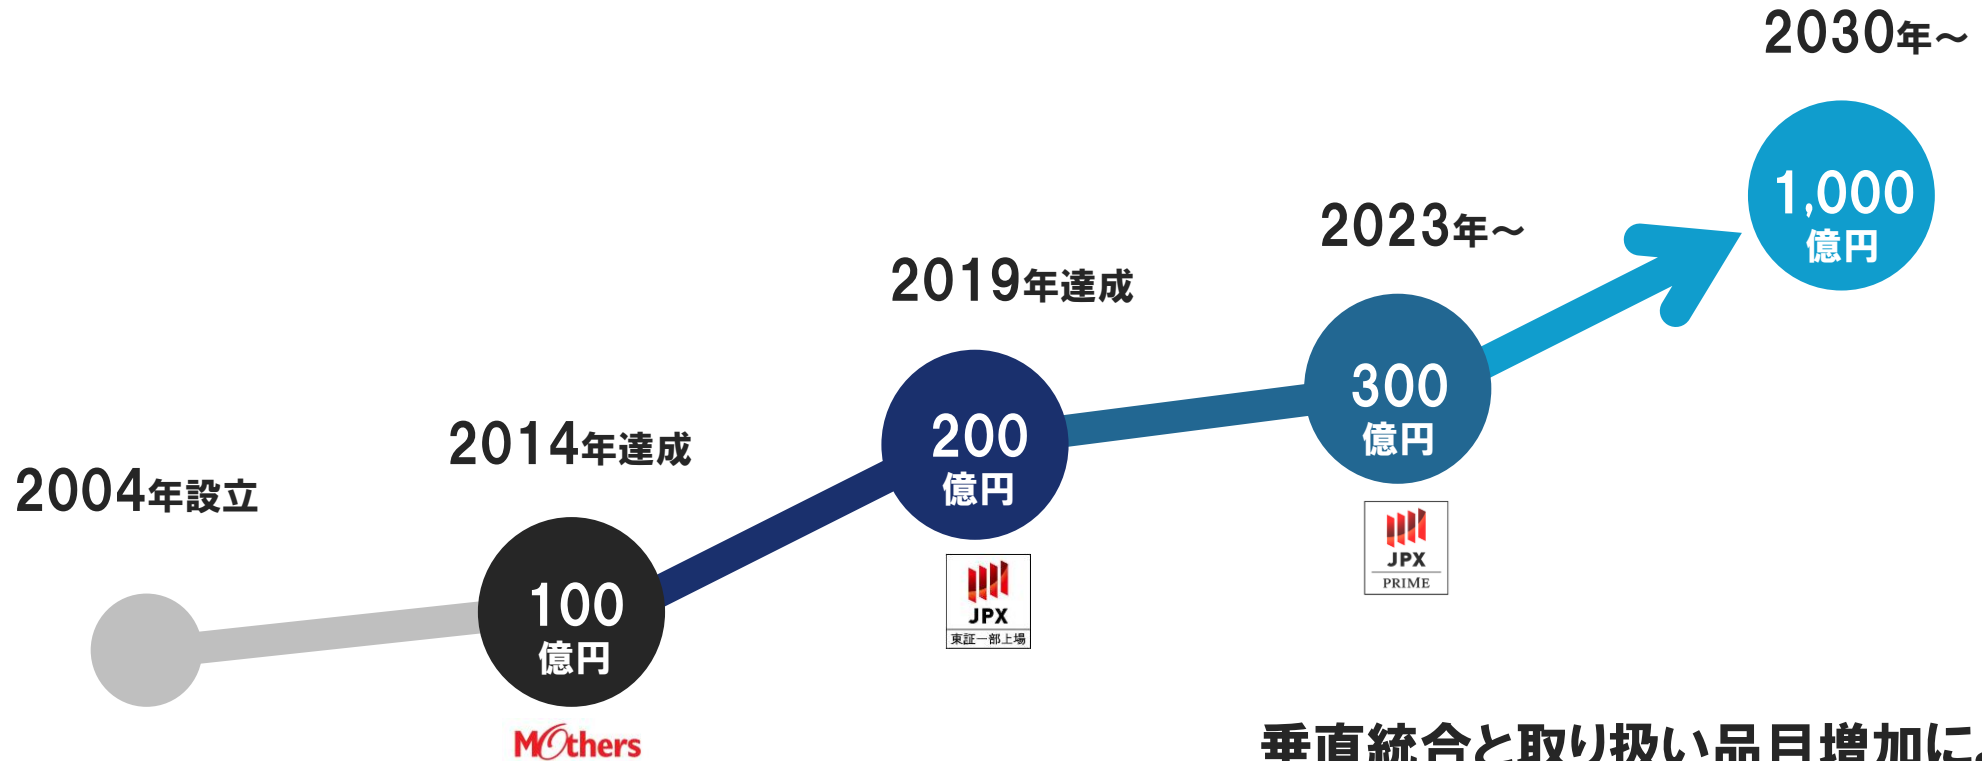 2004年設立
2014年達成
100
億円
Mothers
2019年達成
200
億円
JPX
東証一部上場
2023年～
300
億円
JPX
PRIME
2030年～
1,000
億円
垂直統合と取り扱い品目増加に